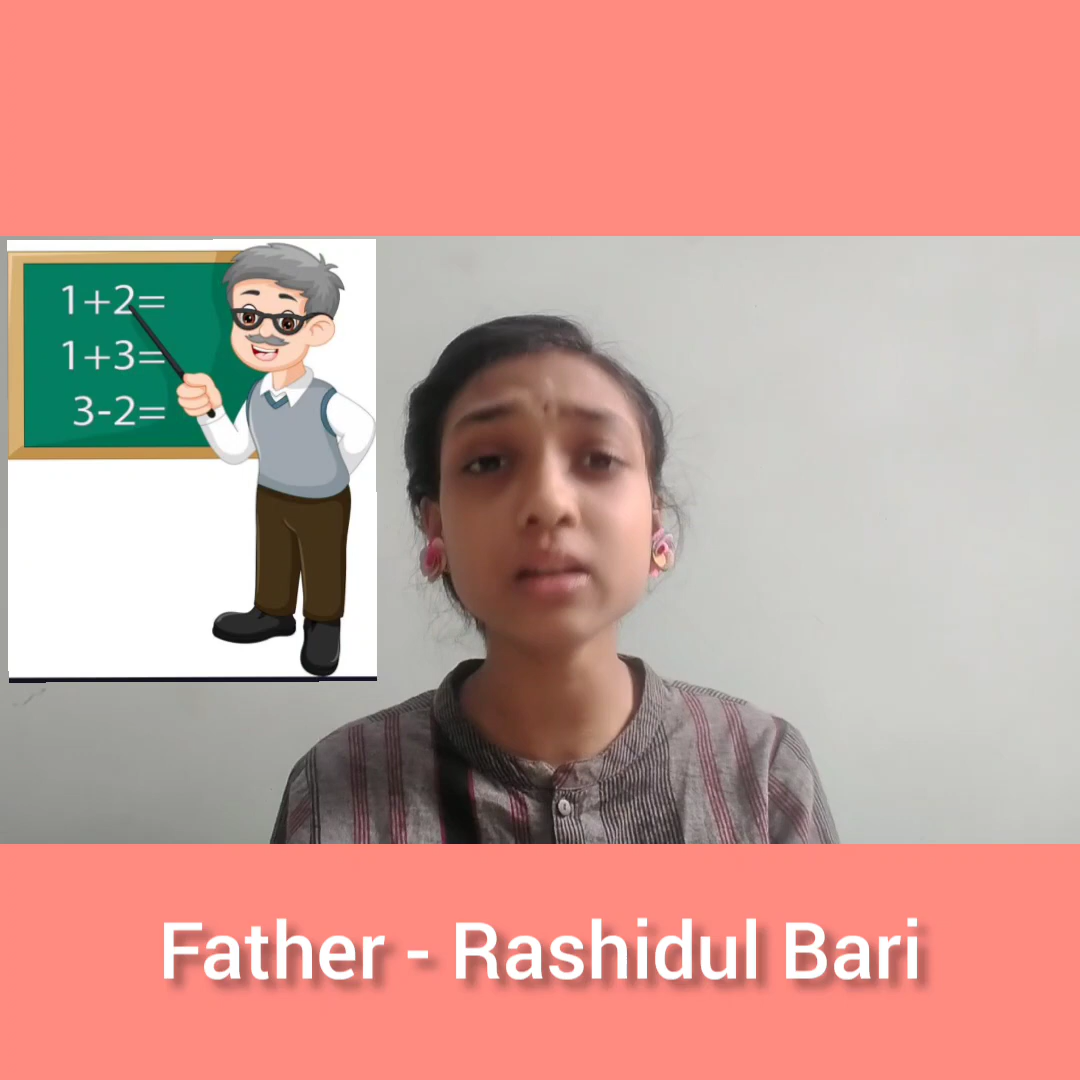 1+2=
1+3=
3-2=
Father - Rashidul Bari